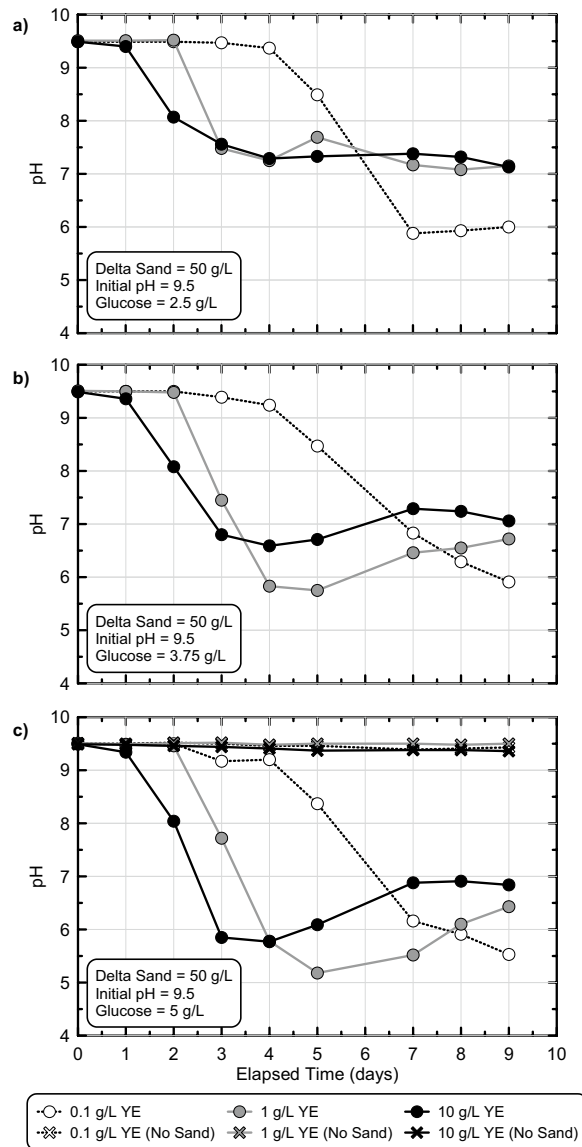 a)
10
9
8
7
6
5
4
pH
Delta Sand = 50 g/L
Initial pH = 9.5
Glucose = 2.5 g/L
b)
10
9
8
7
6
5
4
pH
Delta Sand = 50 g/L
Initial pH = 9.5
Glucose = 3.75 g/L
c)
10
9
8
7
6
5
4
pH
Delta Sand = 50 g/L
Initial pH = 9.5
Glucose = 5 g/L
0 1 2 3 4 5 6 7 8 9 10
Elapsed Time (days)
0.1 g/L YE 1 g/L YE 10 g/L YE
0.1 g/L YE (No Sand) 1 g/L YE (No Sand) 10 g/L YE (No Sand)